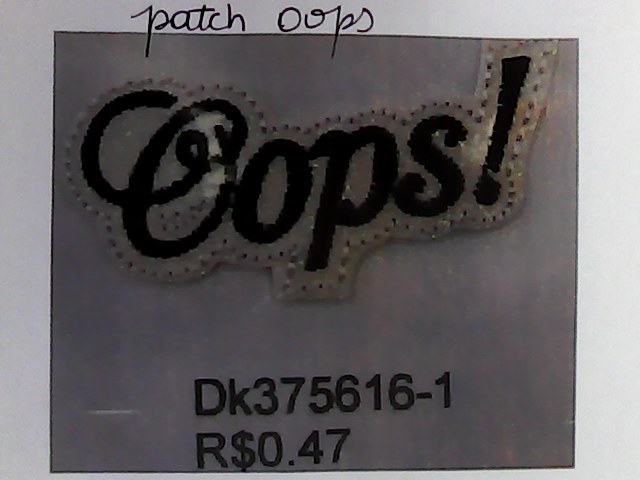 patch oops
Oops!
Dk375616-1
R$0.47